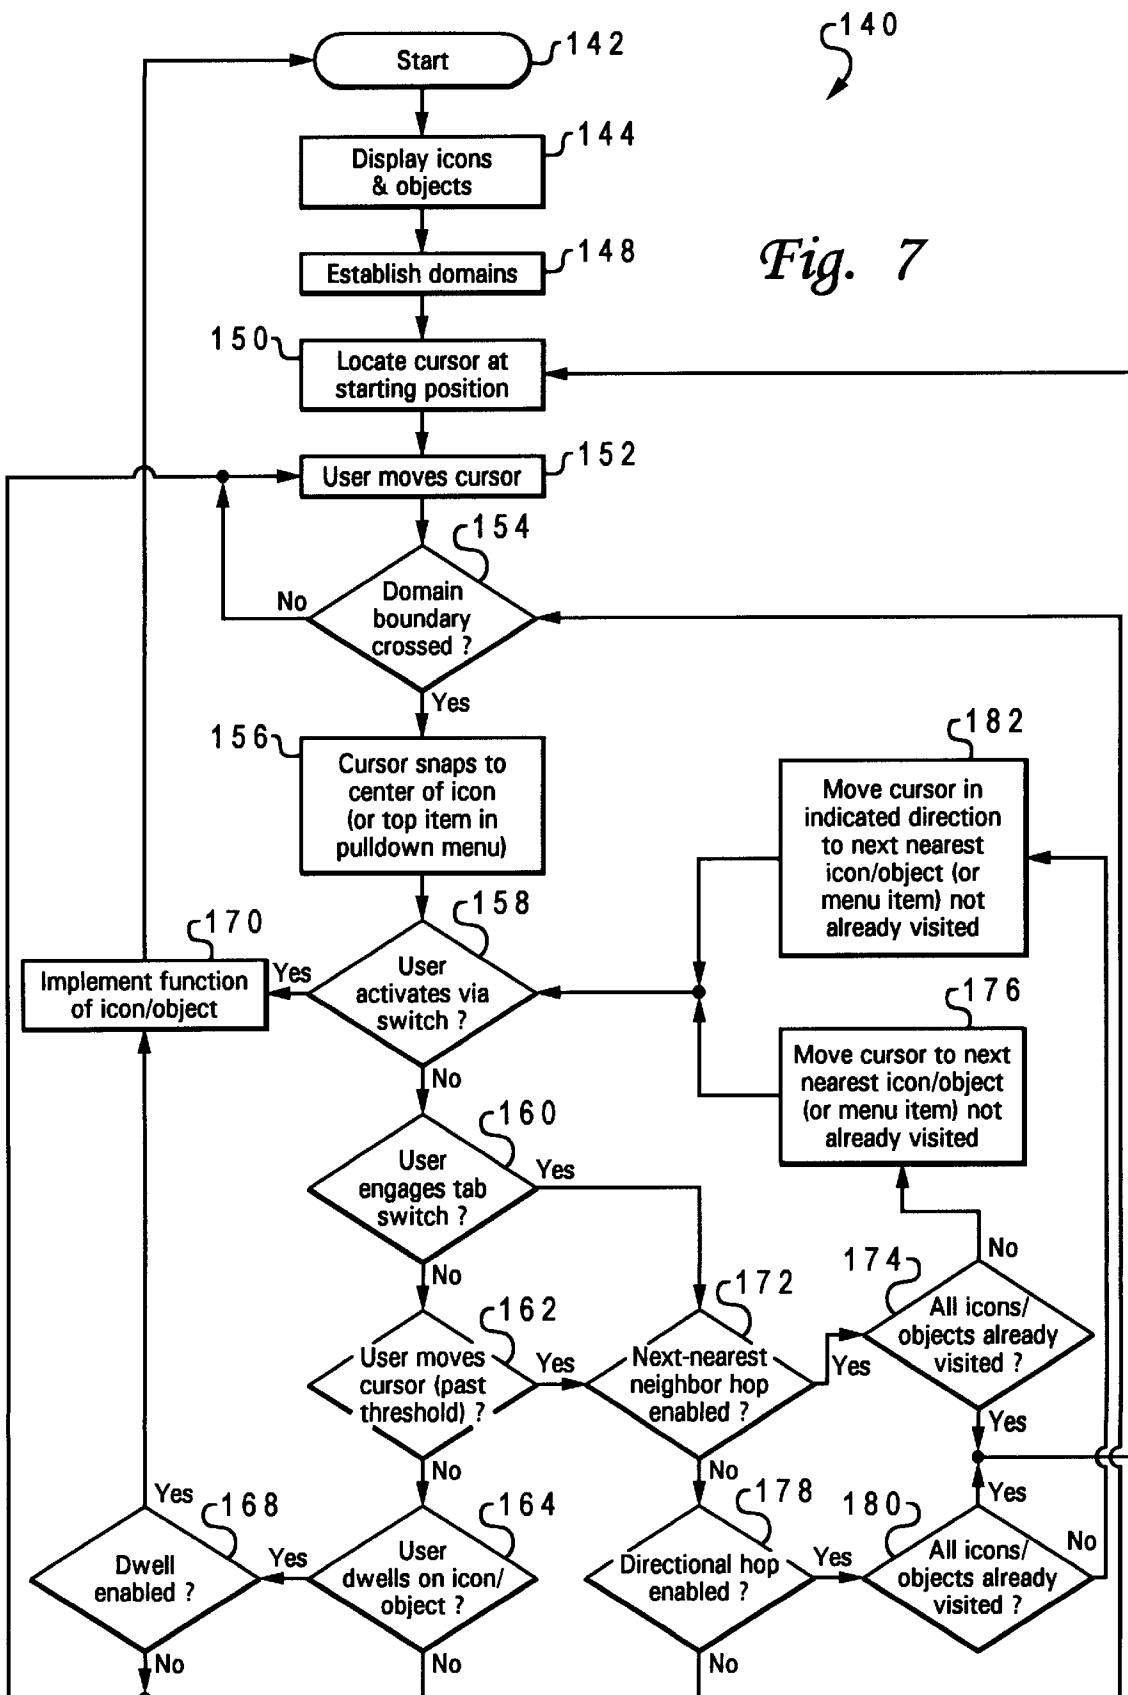 140
Start
142
Display icons
& objects
144
Fig. 7
Establish domains
148
150
Locate cursor at
starting position
User moves cursor
152
154
Domain
boundary
crossed ?
No
Yes
156
Cursor snaps to
center of icon
(or top item in
pulldown menu)
182
Move cursor in
indicated direction
to next nearest
icon/object (or
menu item) not
already visited
158
User
activates via
switch ?
Yes
No
170
Implement function
of icon/object
176
Move cursor to next
nearest icon/object
(or menu item) not
already visited
160
User
engages tab
switch ?
Yes
No
162
User moves
cursor (past
threshold) ?
Yes
No
172
Next-nearest
neighbor hop
enabled ?
Yes
No
174
All icons/
objects already
visited ?
No
Yes
168
Dwell
enabled ?
Yes
No
164
User
dwells on icon/
object ?
Yes
No
178
Directional hop
enabled ?
Yes
No
180
All icons/
objects already
visited ?
Yes
No